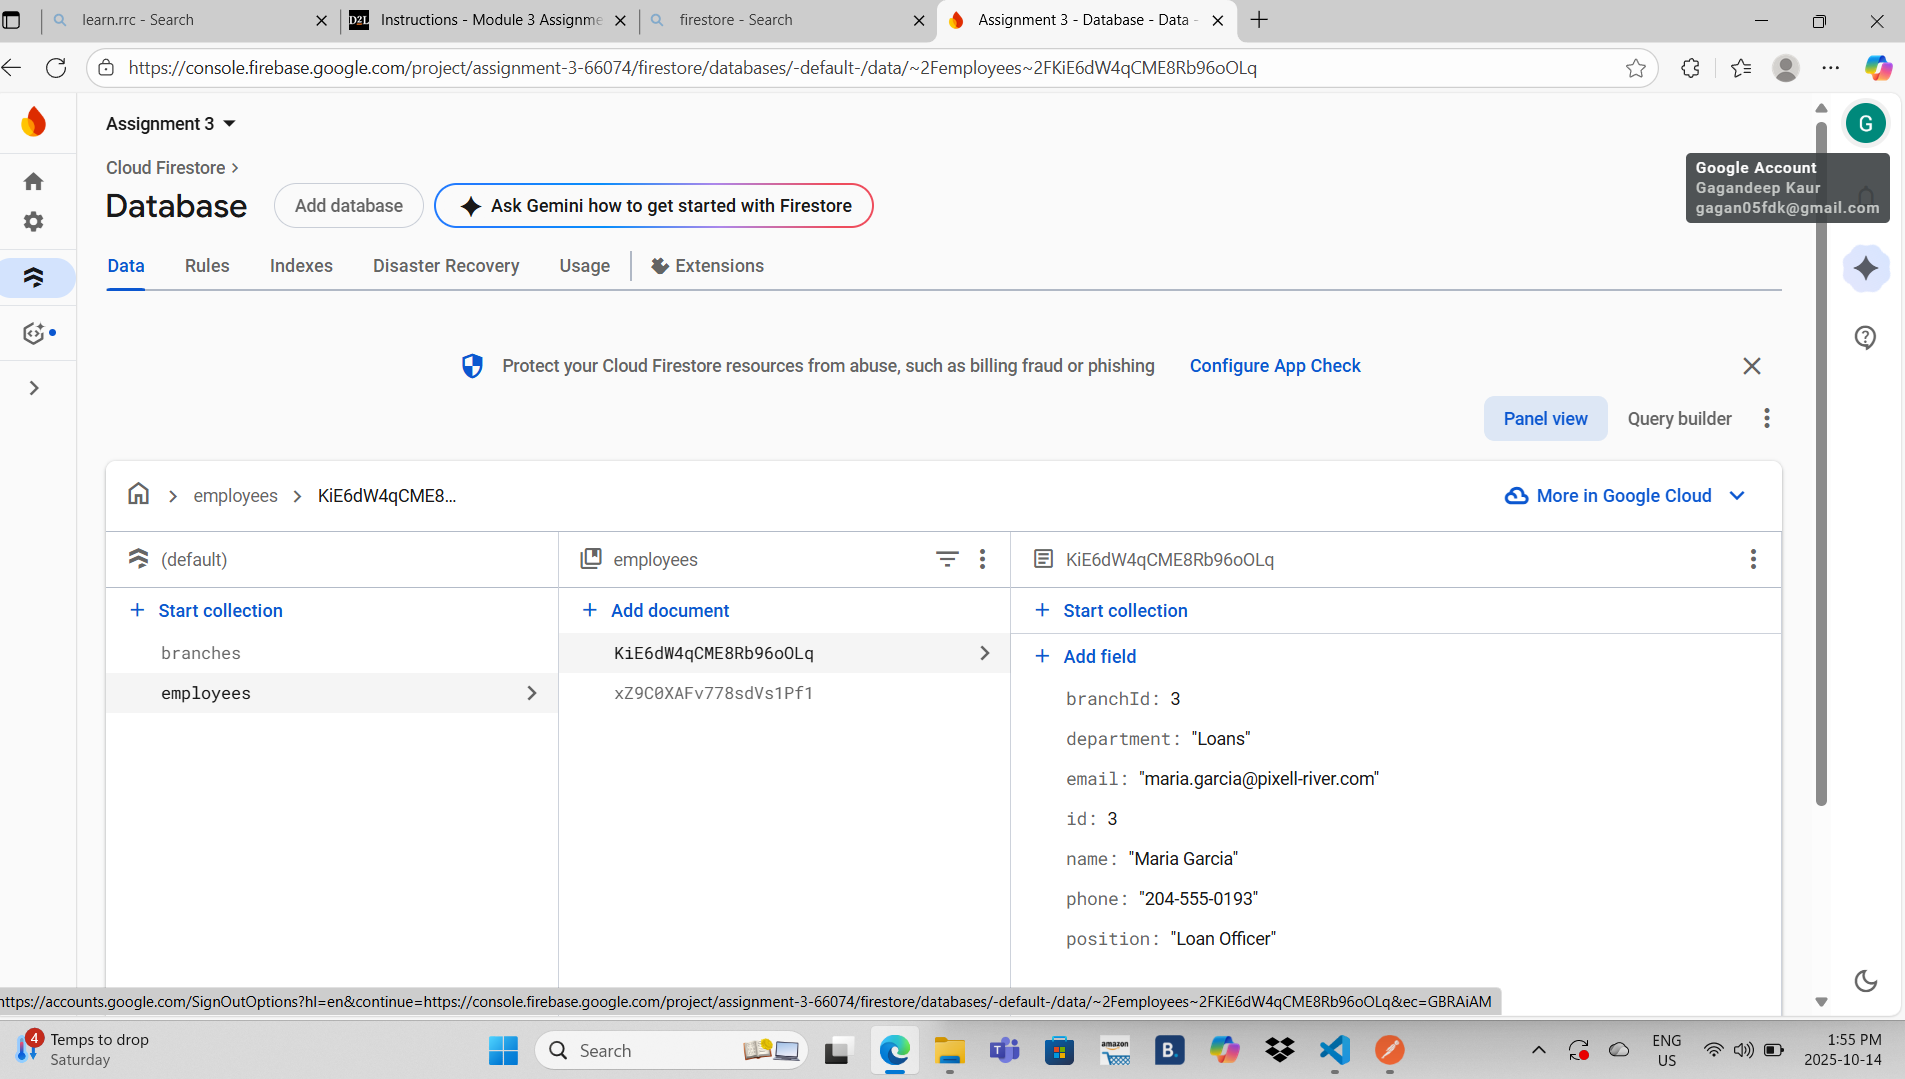 learn.rrc - Search
D2L
Instructions - Module 3 Assignme
firestore - Search
Assignment 3 - Database - Data -
https://console.firebase.google.com/project/assignment-3-66074/firestore/databases/-default-/data/~2Femployees~2FKiE6dW4qCME8Rb96oOLq
Assignment 3
G
Google Account
Gagandeep Kaur
gagan05fdk@gmail.com
Cloud Firestore
Database
Add database
Ask Gemini how to get started with Firestore
Data
Rules
Indexes
Disaster Recovery
Usage
Extensions
Protect your Cloud Firestore resources from abuse, such as billing fraud or phishing
Configure App Check
Panel view
Query builder
employees
KiE6dW4qCME8...
More in Google Cloud
(default)
employees
KiE6dW4qCME8Rb96oOLq
Start collection
Add document
Start collection
branches
KiE6dW4qCME8Rb96oOLq
Add field
employees
xZ9C0XAFv778sdVs1Pf1
branchId: 3
department: "Loans"
email: "maria.garcia@pixell-river.com"
id: 3
name: "Maria Garcia"
phone: "204-555-0193"
position: "Loan Officer"
https://accounts.google.com/SignOutOptions?hl=en&continue=https://console.firebase.google.com/project/assignment-3-66074/firestore/databases/-default-/data/~2Femployees~2FKiE6dW4qCME8Rb96oOLq&ec=GBRAiAM
4
Temps to drop
Saturday
Search
amazon
B.
ENG
US
1:55 PM
2025-10-14